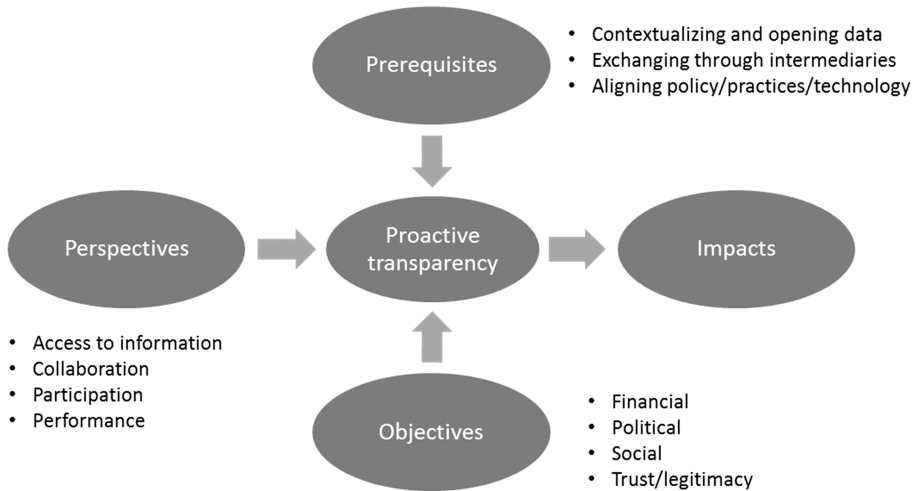 Prerequisites
• Contextualizing and opening data
• Exchanging through intermediaries
• Aligning policy/practices/technology
Perspectives
• Access to information
• Collaboration
• Participation
• Performance
Proactive
transparency
Impacts
Objectives
• Financial
• Political
• Social
• Trust/legitimacy